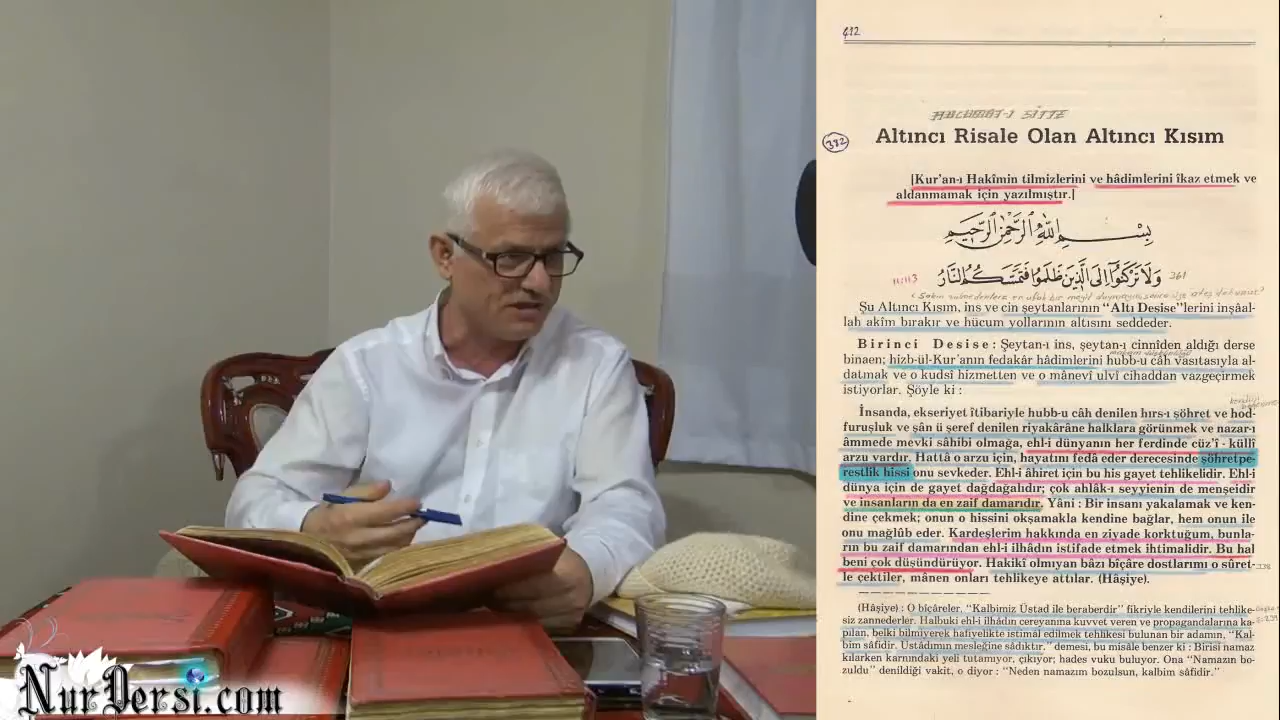 412
HÜCUMAT-I SİTTE
Altıncı Risale Olan Altıncı Kısım
382
[Kur'an-ı Hakîmin tilmizlerini ve hâdimlerini îkaz etmek ve
aldanmamak için yazılmıştır.]
بِسْمِ اللّٰهِ الرَّحْمٰنِ الرَّحِيمِ
11:113
وَلَا تَرْكَنُوٓا اِلَى الَّذِينَ ظَلَمُوا فَتَمَسَّكُمُ النَّارُ
361
Şu Altıncı Kısım, ins ve cin şeytanlarının "Altı Desise"lerini inşâal-
lah akîm bırakır ve hücum yollarının altısını seddeder.
Birinci Desise: Şeytan-ı ins, şeytan-ı cinnîden aldığı derse
binaen; hizb-ül-Kur'anın fedakâr hâdimlerini hubb-u câh vasıtasıyla al-
datmak ve o kudsî hizmetten ve o mânevî ulvî cihaddan vazgeçirmek
istiyorlar. Şöyle ki :
İnsanda, ekseriyet îtibariyle hubb-u câh denilen hırs-ı şöhret ve hod-
furuşluk ve şân ü şeref denilen riyakârâne halklara görünmek ve nazar-ı
âmmede mevki sâhibi olmağa, ehl-i dünyanın her ferdinde cüz'î - küllî
arzu vardır. Hattâ o arzu için, hayatını fedâ eder derecesinde şöhretpe-
restlik hissi onu sevkeder. Ehl-i âhiret için bu his gayet tehlikelidir. Ehl-i
dünya için de gayet dağdağalıdır; çok ahlâk-ı seyyienin de menşeidir
ve insanların da en zaif damarıdır. Yâni : Bir insanı yakalamak ve ken-
dine çekmek; onun o hissini okşamakla kendine bağlar, hem onun ile
onu mağlûb eder. Kardeşlerim hakkında en ziyade korktuğum, bunla-
rın bu zaif damarından ehl-i ilhâdın istifade etmek ihtimalidir. Bu hal
beni çok düşündürüyor. Hakikî olmıyan bâzı bîçâre dostlarımı o sûret-
le çektiler, mânen onları tehlikeye attılar. (Hâşiye).
(Hâşiye) : O bîçâreler, "Kalbimiz Üstad ile beraberdir" fikriyle kendilerini tehlike-
siz zannederler. Halbuki ehl-i ilhâdın cereyanına kuvvet veren ve propagandalarına ka-
pılan, belki bilmiyerek hafiyelikte istimâl edilmek tehlikesi bulunan bir adamın, "Kal-
bim sâfidir. Üstadımın mesleğine sâdıktır." demesi, bu misâle benzer ki : Birisi namaz
kılarken karnındaki yeli tutamıyor, çıkıyor; hades vuku buluyor. Ona "Namazın bo-
zuldu" denildiği vakit, o diyor : "Neden namazım bozulsun, kalbim sâfidir."
NurDersi.com